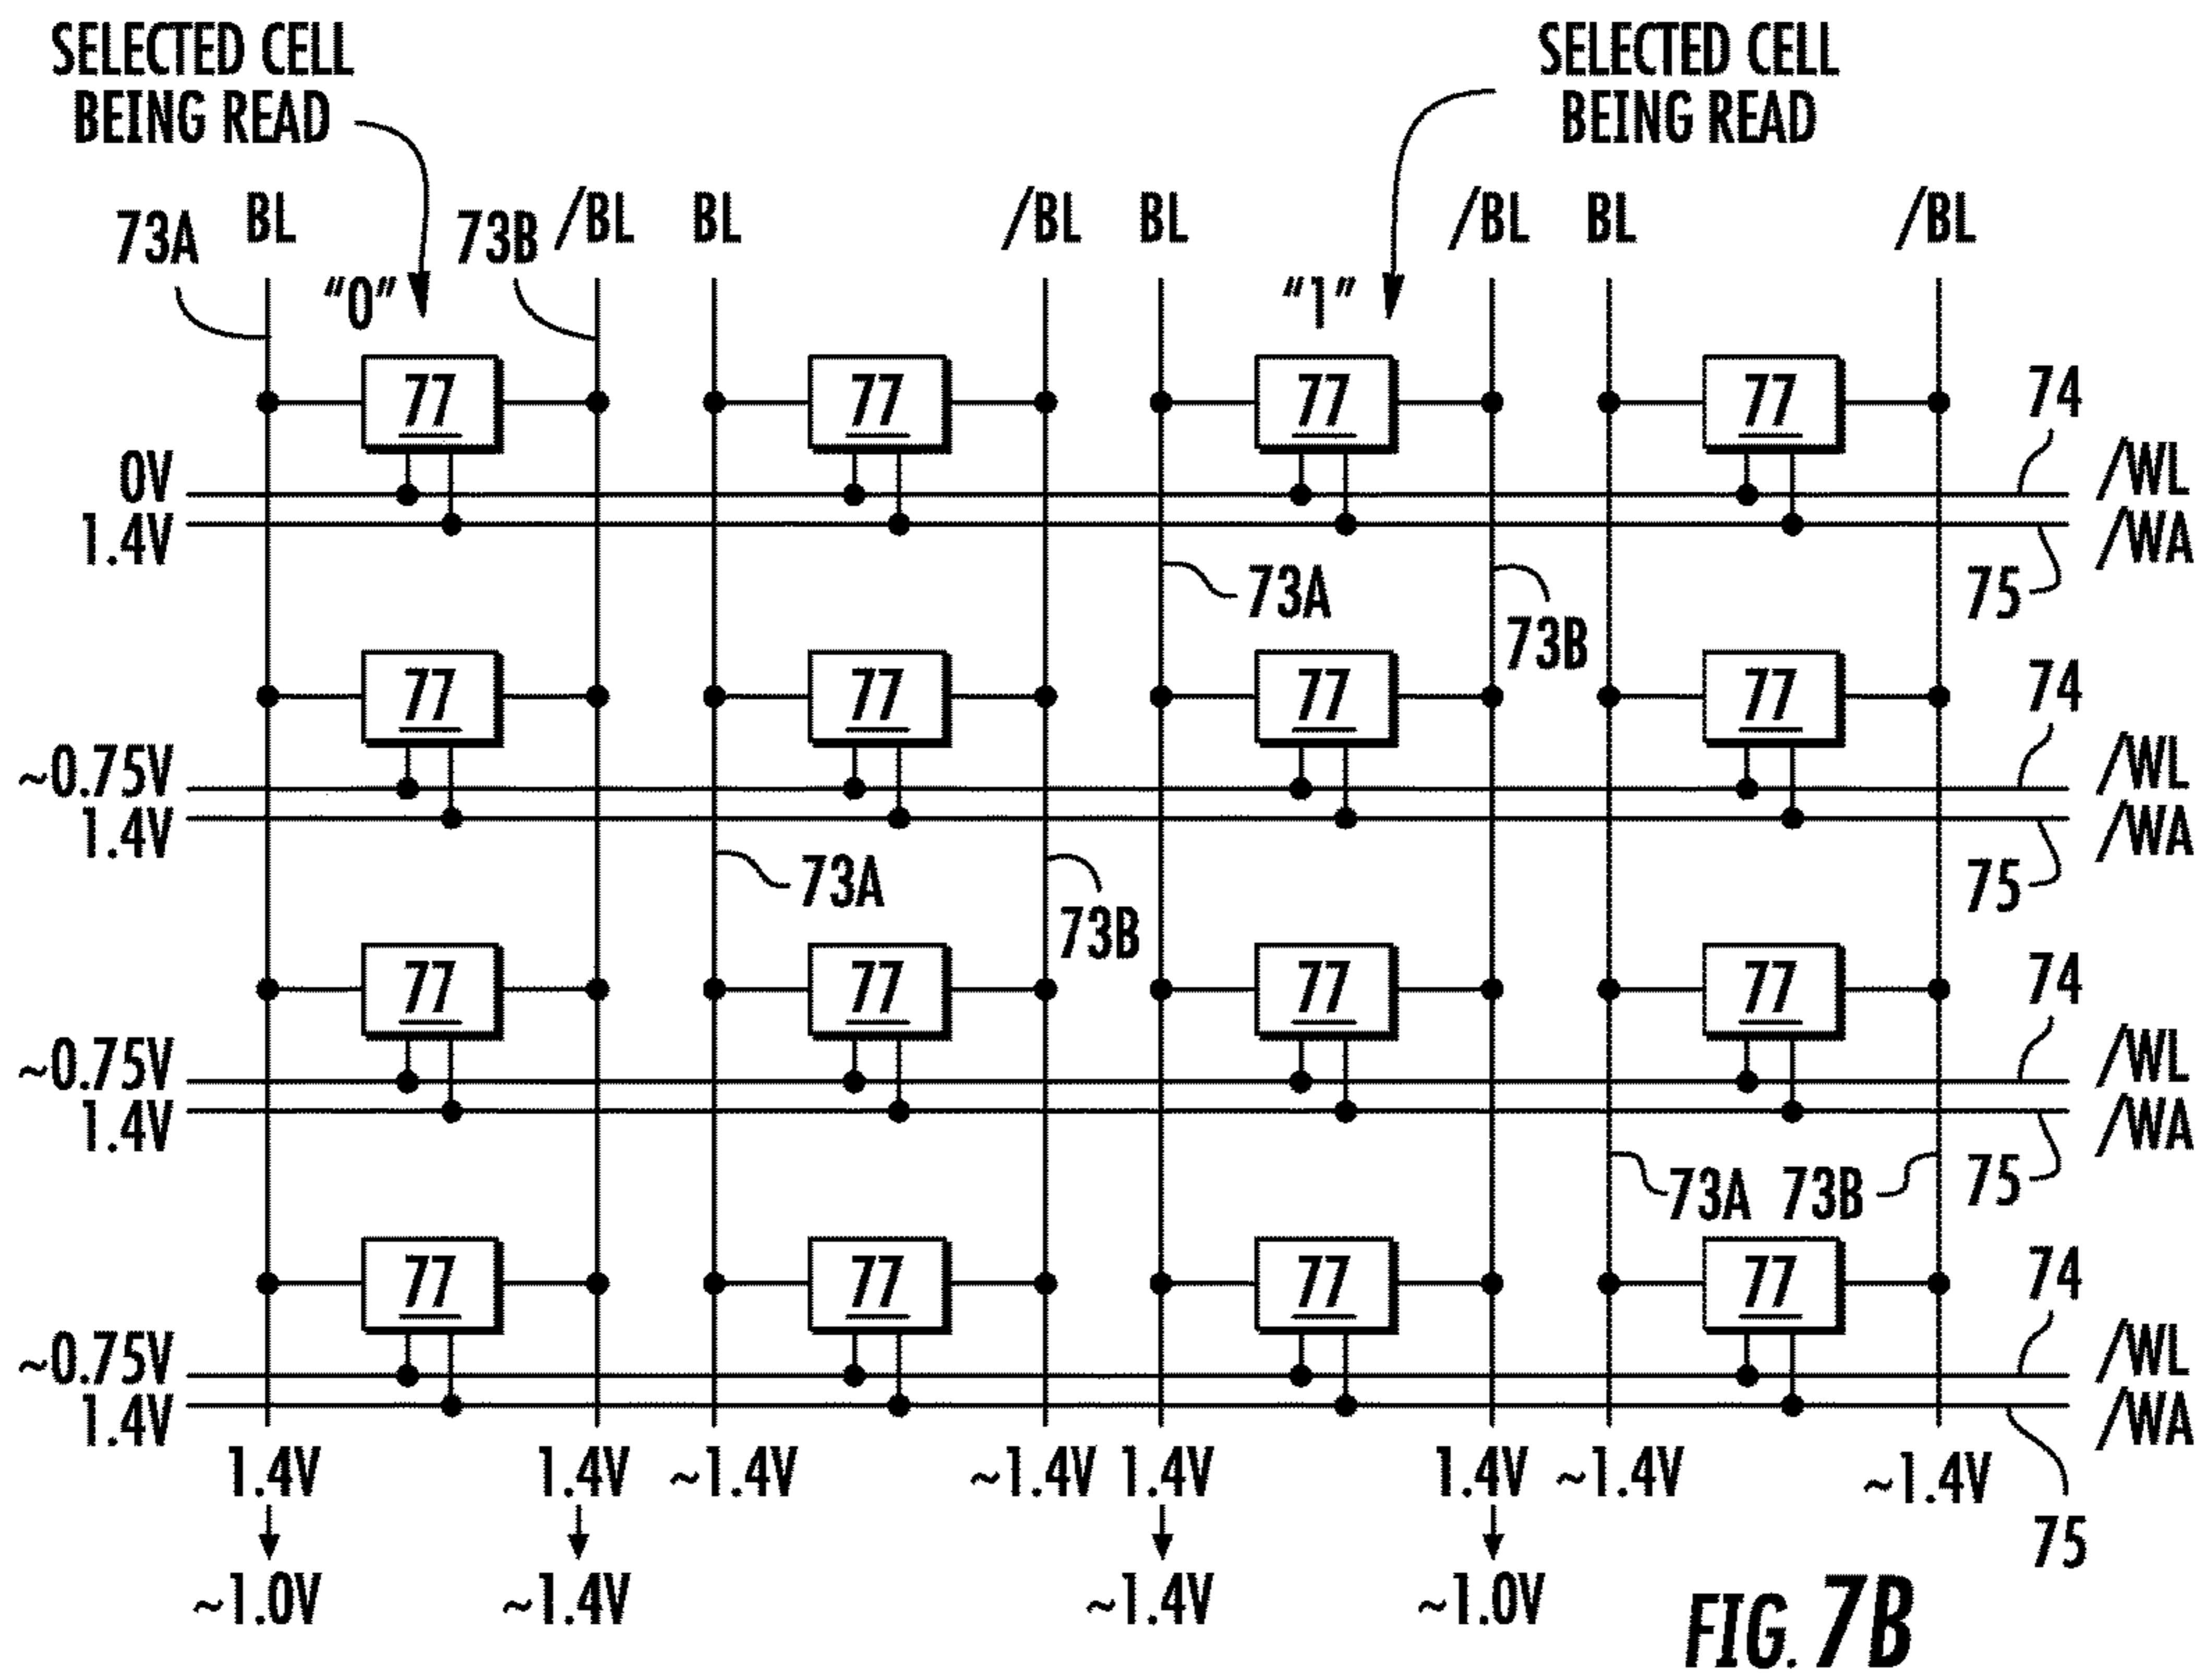 SELECTED CELL
BEING READ
SELECTED CELL
BEING READ
73A BL 73B /BL BL /BL BL /BL BL /BL
"0" "1"
77 77 77 77
74
0V /WL
1.4V /WA
73A 75
73B
77 77 77 77
74
~0.75V /WL
1.4V /WA
73A 75
73B
77 77 77 77
74
~0.75V /WL
1.4V /WA
73A 73B 75
77 77 77 77
74
~0.75V /WL
1.4V /WA
1.4V 1.4V ~1.4V ~1.4V 1.4V 1.4V ~1.4V ~1.4V
75
~1.0V ~1.4V ~1.4V ~1.0V
FIG. 7B